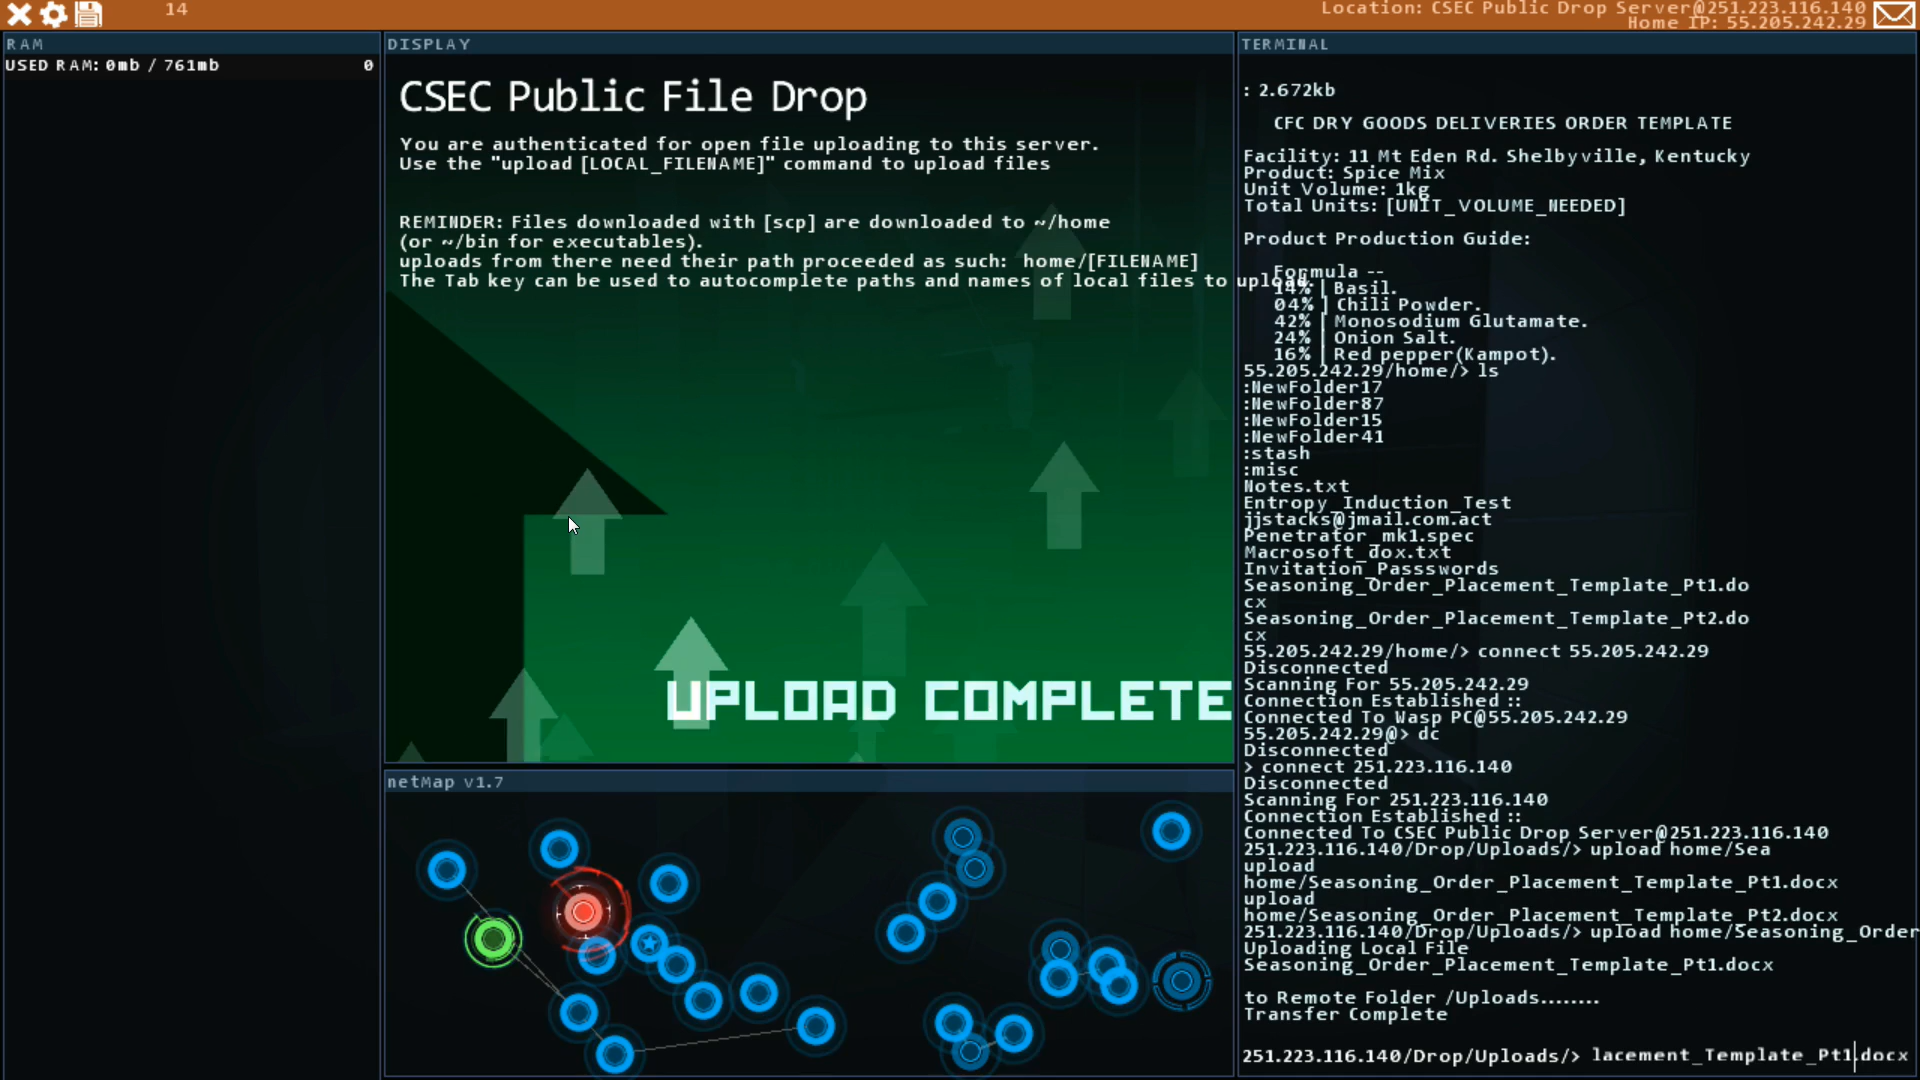 14
Location: CSEC Public Drop Server@251.223.116.140
Home IP: 55.205.242.29
RAM
USED RAM: 0mb / 761mb 0
DISPLAY
CSEC Public File Drop
You are authenticated for open file uploading to this server.
Use the "upload [LOCAL_FILENAME]" command to upload files
REMINDER: Files downloaded with [scp] are downloaded to ~/home
(or ~/bin for executables).
uploads from there need their path proceeded as such: home/[FILENAME]
The Tab key can be used to autocomplete paths and names of local files to upload.
UPLOAD COMPLETE
netMap v1.7
TERMINAL
: 2.672kb
CFC DRY GOODS DELIVERIES ORDER TEMPLATE
Facility: 11 Mt Eden Rd. Shelbyville, Kentucky
Product: Spice Mix
Unit Volume: 1kg
Total Units: [UNIT_VOLUME_NEEDED]
Product Production Guide:
Formula --
14% | Basil.
04% | Chili Powder.
42% | Monosodium Glutamate.
24% | Onion Salt.
16% | Red pepper(Kampot).
55.205.242.29/home/> ls
:NewFolder17
:NewFolder87
:NewFolder15
:NewFolder41
:stash
:misc
Notes.txt
Entropy_Induction_Test
jjstacks@jmail.com.act
Penetrator_mk1.spec
Macrosoft_dox.txt
Invitation_Passswords
Seasoning_Order_Placement_Template_Pt1.do
cx
Seasoning_Order_Placement_Template_Pt2.do
cx
55.205.242.29/home/> connect 55.205.242.29
Disconnected
Scanning For 55.205.242.29
Connection Established ::
Connected To Wasp PC@55.205.242.29
55.205.242.29@> dc
Disconnected
> connect 251.223.116.140
Disconnected
Scanning For 251.223.116.140
Connection Established ::
Connected To CSEC Public Drop Server@251.223.116.140
251.223.116.140/Drop/Uploads/> upload home/Sea
upload
home/Seasoning_Order_Placement_Template_Pt1.docx
upload
home/Seasoning_Order_Placement_Template_Pt2.docx
251.223.116.140/Drop/Uploads/> upload home/Seasoning_Order
Uploading Local File
Seasoning_Order_Placement_Template_Pt1.docx
to Remote Folder /Uploads........
Transfer Complete
251.223.116.140/Drop/Uploads/> lacement_Template_Pt1.docx